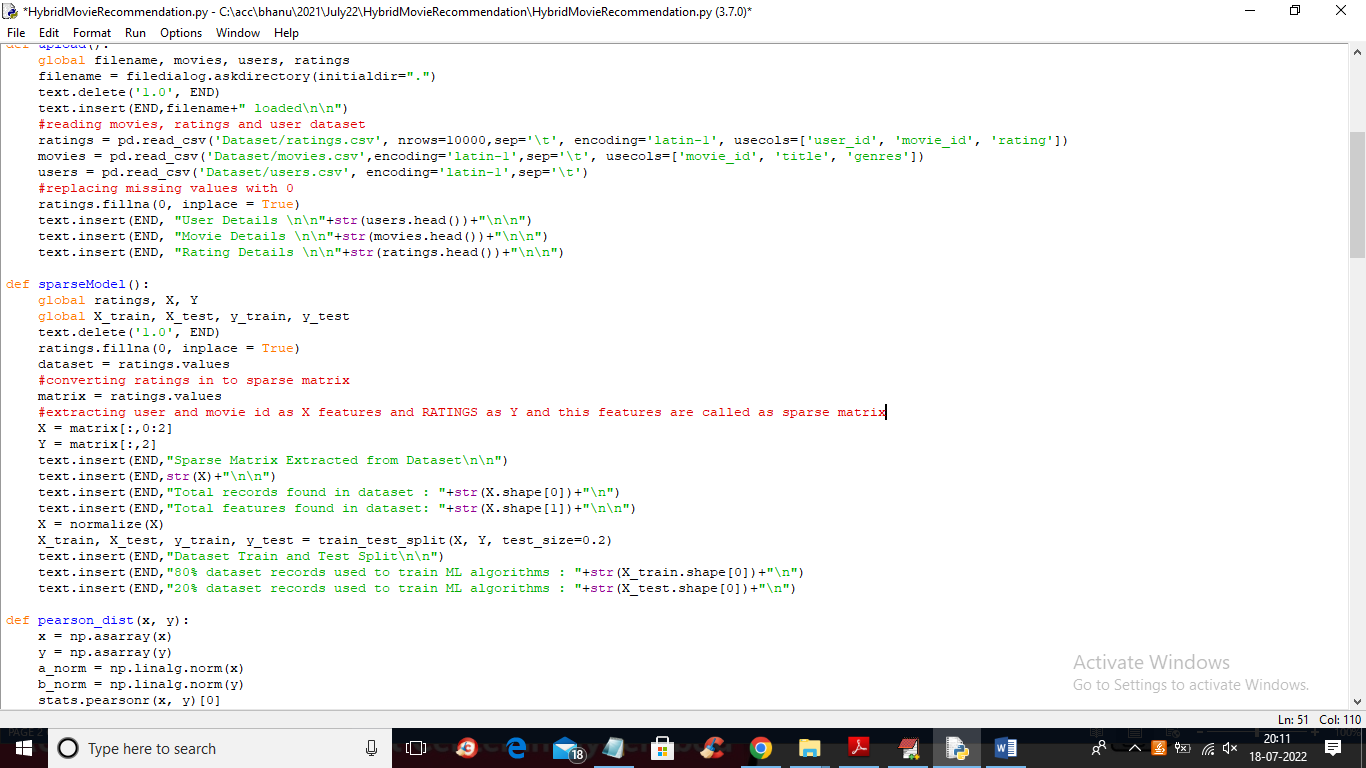 *HybridMovieRecommendation.py - C:\acc\bhanu\2021\July22\HybridMovieRecommendation\HybridMovieRecommendation.py (3.7.0)*
File Edit Format Run Options Window Help
def upload():
    global filename, movies, users, ratings
    filename = filedialog.askdirectory(initialdir=".")
    text.delete('1.0', END)
    text.insert(END,filename+" loaded\n\n")
    #reading movies, ratings and user dataset
    ratings = pd.read_csv('Dataset/ratings.csv', nrows=10000,sep='\t', encoding='latin-1', usecols=['user_id', 'movie_id', 'rating'])
    movies = pd.read_csv('Dataset/movies.csv',encoding='latin-1',sep='\t', usecols=['movie_id', 'title', 'genres'])
    users = pd.read_csv('Dataset/users.csv', encoding='latin-1',sep='\t')
    #replacing missing values with 0
    ratings.fillna(0, inplace = True)
    text.insert(END, "User Details \n\n"+str(users.head())+"\n\n")
    text.insert(END, "Movie Details \n\n"+str(movies.head())+"\n\n")
    text.insert(END, "Rating Details \n\n"+str(ratings.head())+"\n\n")

def sparseModel():
    global ratings, X, Y
    global X_train, X_test, y_train, y_test
    text.delete('1.0', END)
    ratings.fillna(0, inplace = True)
    dataset = ratings.values
    #converting ratings in to sparse matrix
    matrix = ratings.values
    #extracting user and movie id as X features and RATINGS as Y and this features are called as sparse matrix
    X = matrix[:,0:2]
    Y = matrix[:,2]
    text.insert(END,"Sparse Matrix Extracted from Dataset\n\n")
    text.insert(END,str(X)+"\n\n")
    text.insert(END,"Total records found in dataset : "+str(X.shape[0])+"\n")
    text.insert(END,"Total features found in dataset: "+str(X.shape[1])+"\n\n")
    X = normalize(X)
    X_train, X_test, y_train, y_test = train_test_split(X, Y, test_size=0.2)
    text.insert(END,"Dataset Train and Test Split\n\n")
    text.insert(END,"80% dataset records used to train ML algorithms : "+str(X_train.shape[0])+"\n")
    text.insert(END,"20% dataset records used to train ML algorithms : "+str(X_test.shape[0])+"\n")

def pearson_dist(x, y):
    x = np.asarray(x)
    y = np.asarray(y)
    a_norm = np.linalg.norm(x)
    b_norm = np.linalg.norm(y)
    stats.pearsonr(x, y)[0]
Activate Windows
Go to Settings to activate Windows.
Ln: 51 Col: 110
Type here to search
18
20:11
18-07-2022